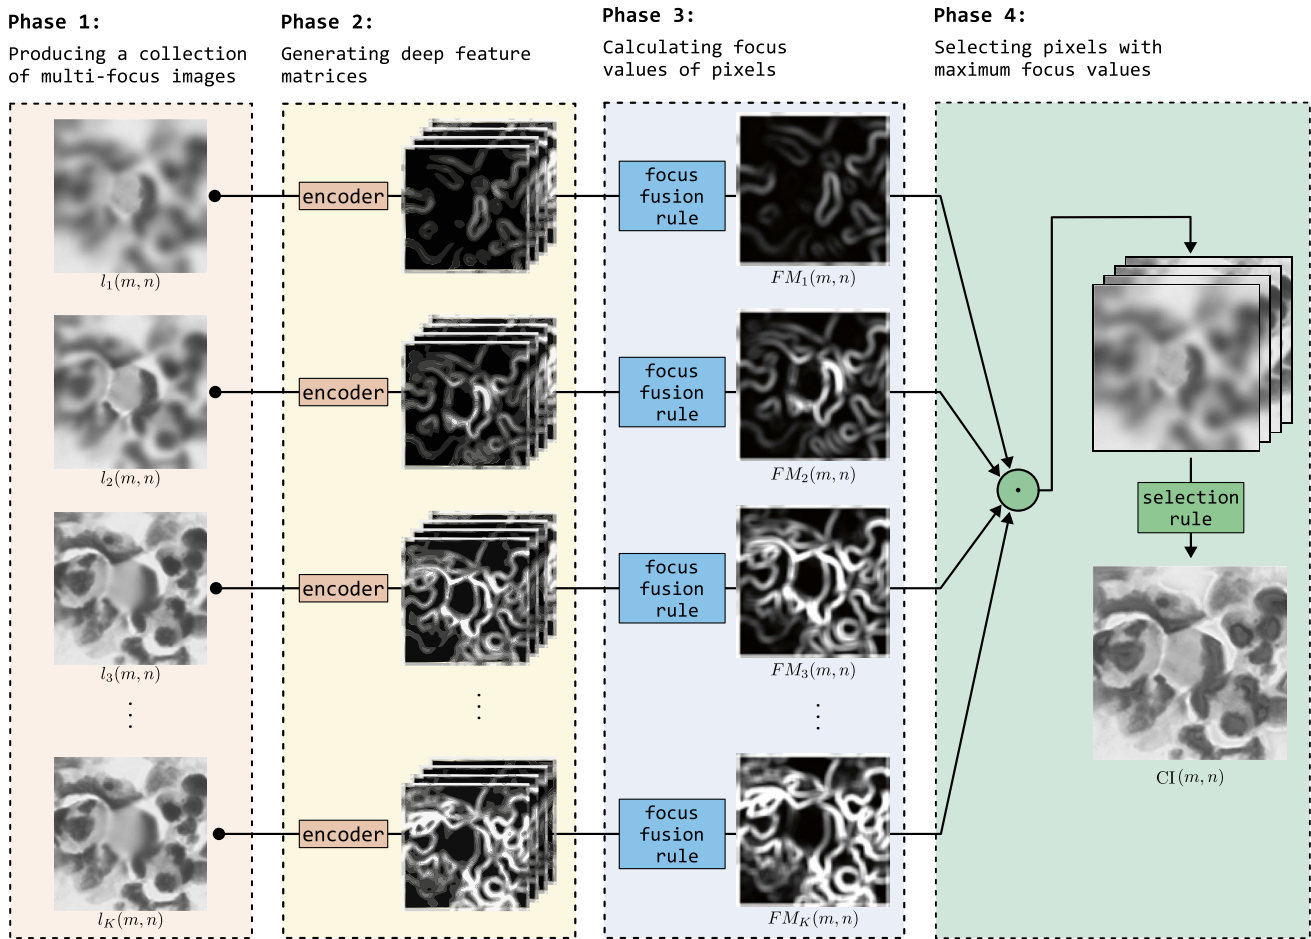 Phase 1:
Producing a collection
of multi-focus images
l₁(m, n)
l₂(m, n)
l₃(m, n)
⋮
l_K(m, n)
Phase 2:
Generating deep feature
matrices
encoder
encoder
encoder
⋮
encoder
Phase 3:
Calculating focus
values of pixels
focus
fusion
rule
FM₁(m, n)
focus
fusion
rule
FM₂(m, n)
focus
fusion
rule
FM₃(m, n)
⋮
focus
fusion
rule
FM_K(m, n)
Phase 4:
Selecting pixels with
maximum focus values
selection
rule
CI(m, n)